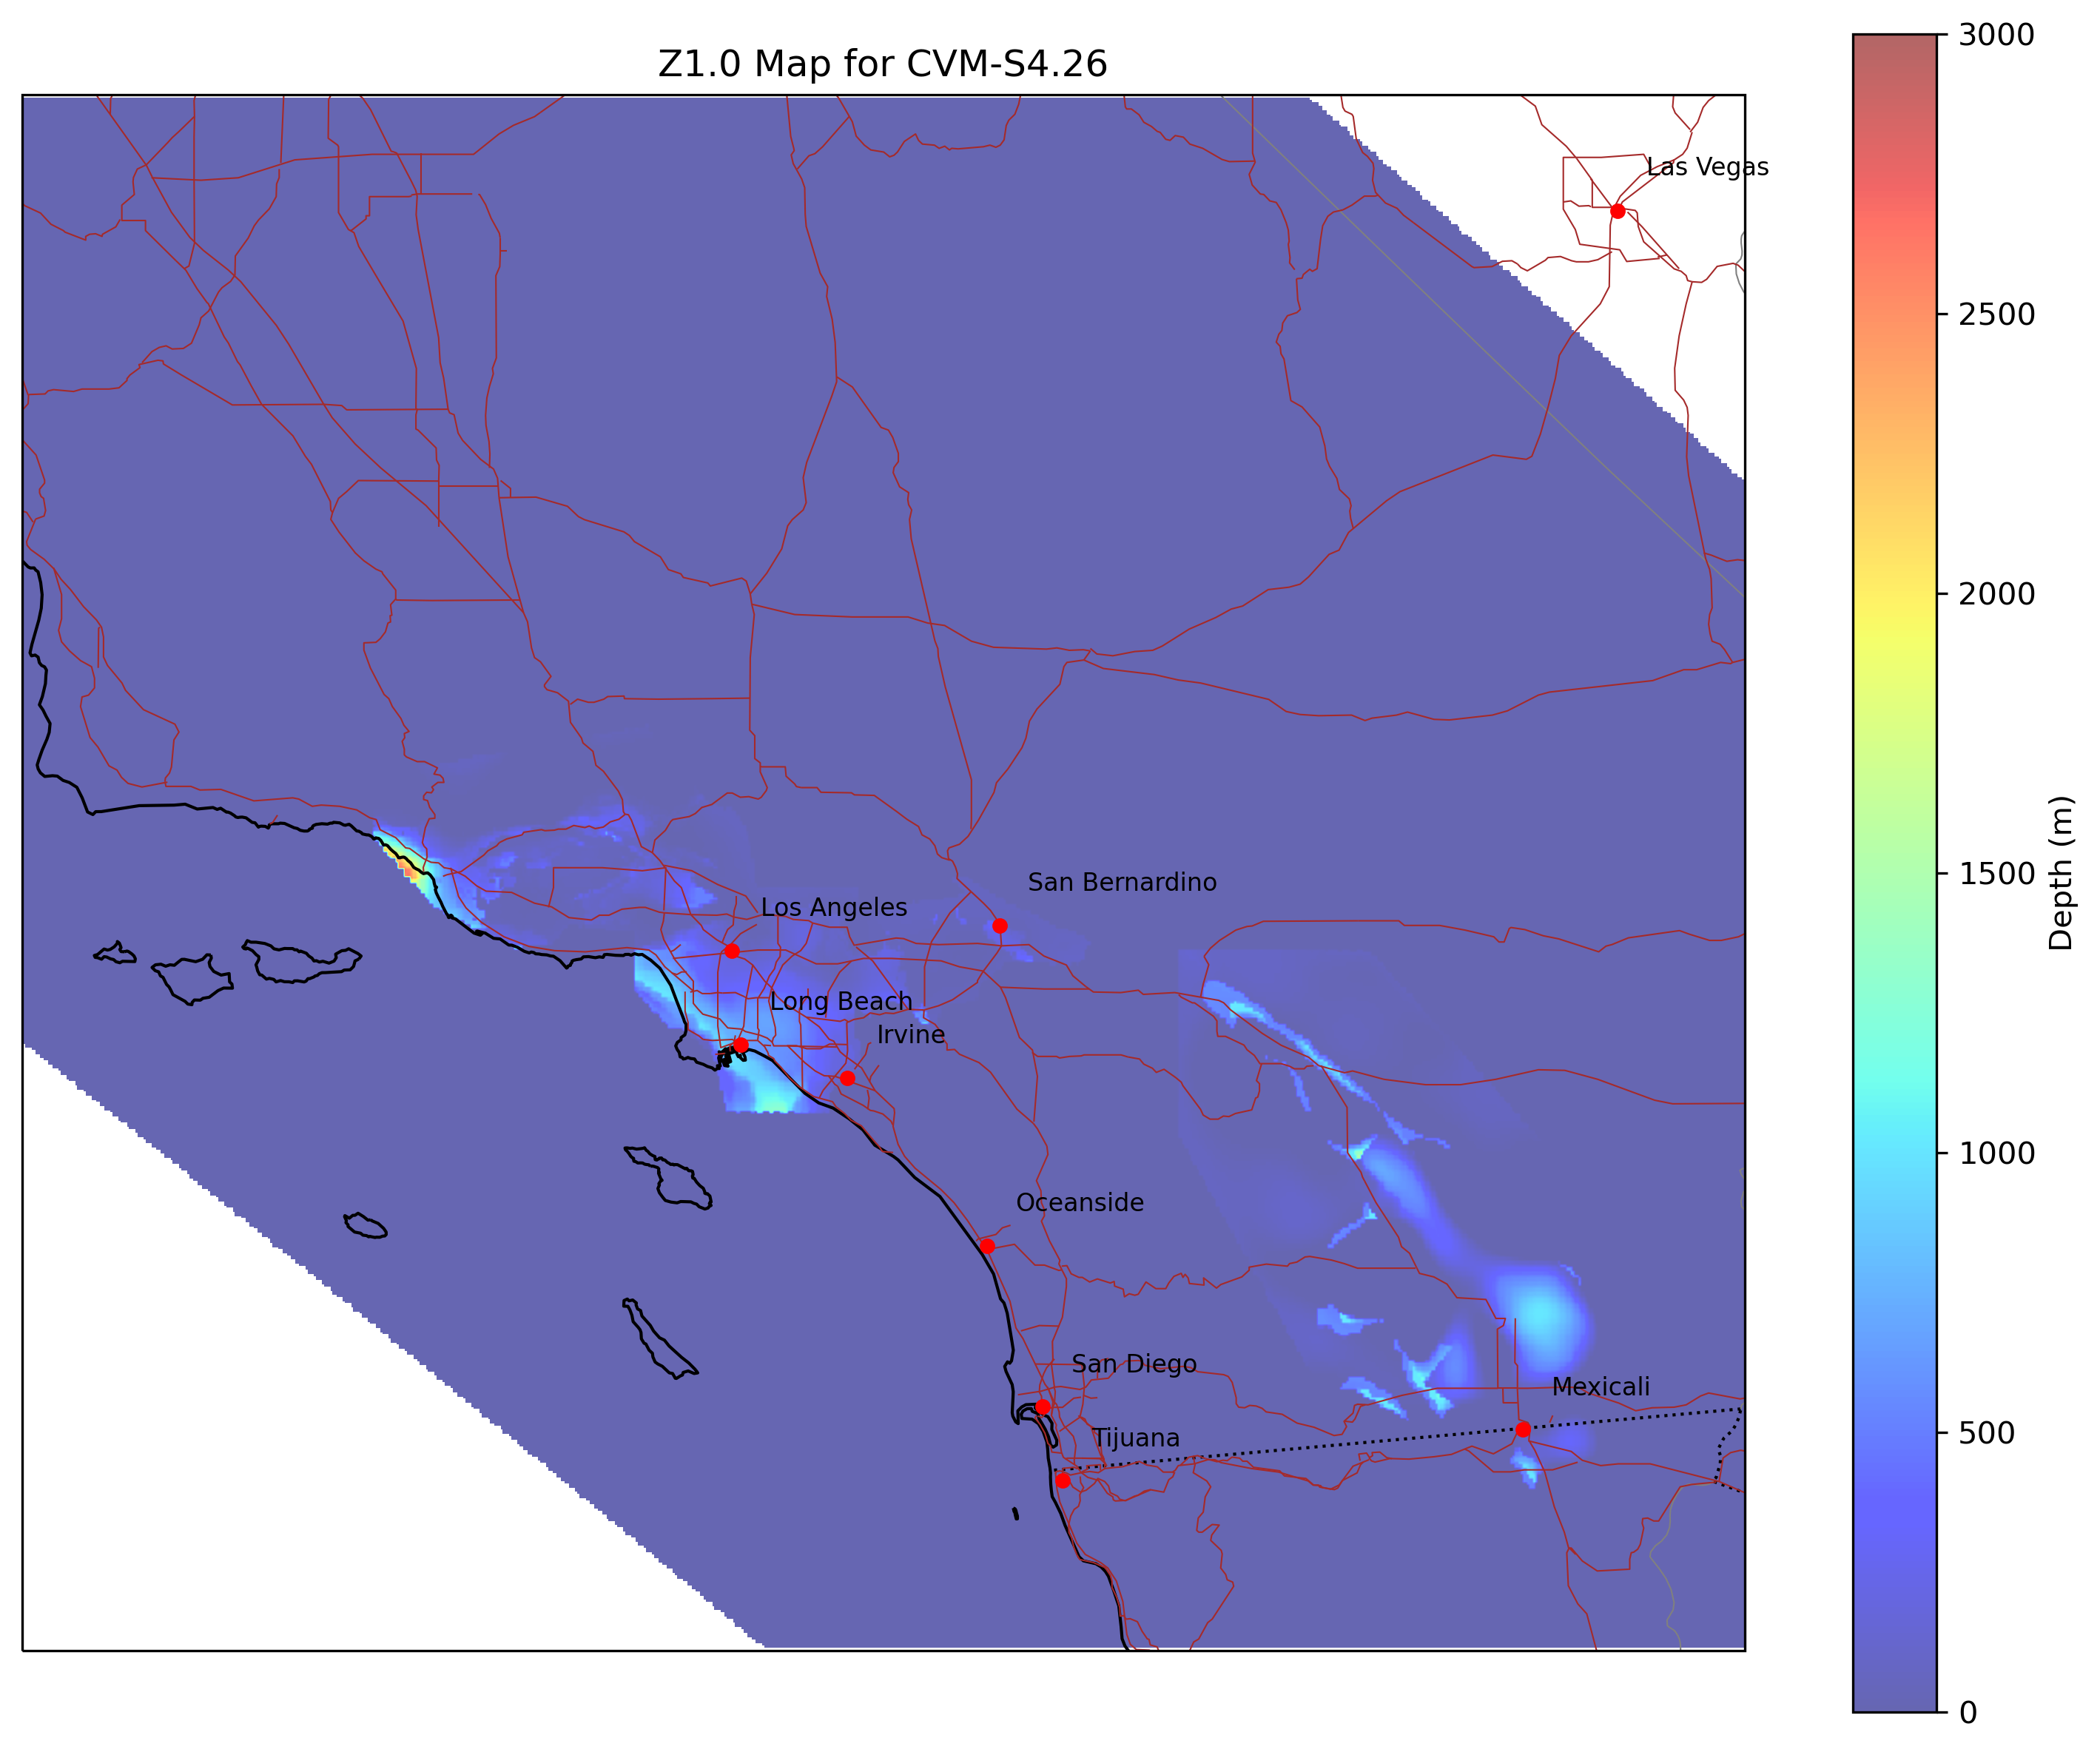 Z1.0 Map for CVM-S4.26
Las Vegas
San Bernardino
Los Angeles
Long Beach
Irvine
Oceanside
San Diego
Mexicali
Tijuana
3000
2500
2000
1500
1000
500
0
Depth (m)